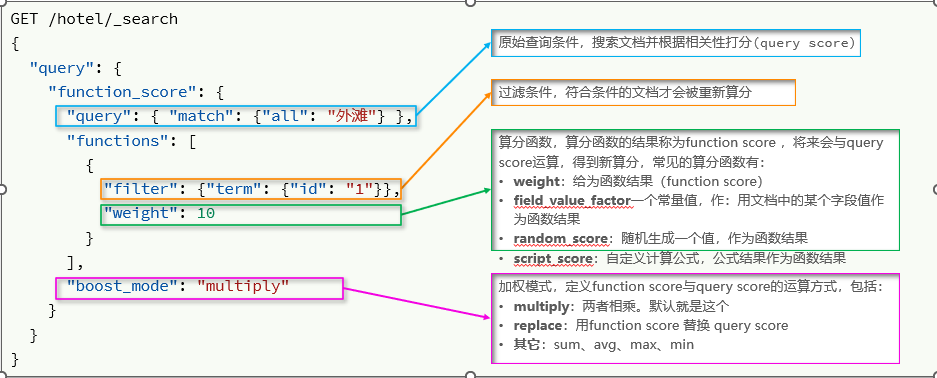 GET /hotel/_search
{
"query": {
"function_score": {
"query": { "match": {"all": "外滩"} },
"functions": [
{
"filter": {"term": {"id": "1"}},
"weight": 10
}
],
"boost_mode": "multiply"
}
}
}
原始查询条件，搜索文档并根据相关性打分(query score)
过滤条件，符合条件的文档才会被重新算分
算分函数，算分函数的结果称为function score ，将来会与query
score运算，得到新算分，常见的算分函数有：
• weight：给为函数结果（function score）
• field_value_factor一个常量值，作：用文档中的某个字段值作
为函数结果
• random_score：随机生成一个值，作为函数结果
• script_score：自定义计算公式，公式结果作为函数结果
加权模式，定义function score与query score的运算方式，包括：
• multiply：两者相乘。默认就是这个
• replace：用function score 替换 query score
• 其它：sum、avg、max、min